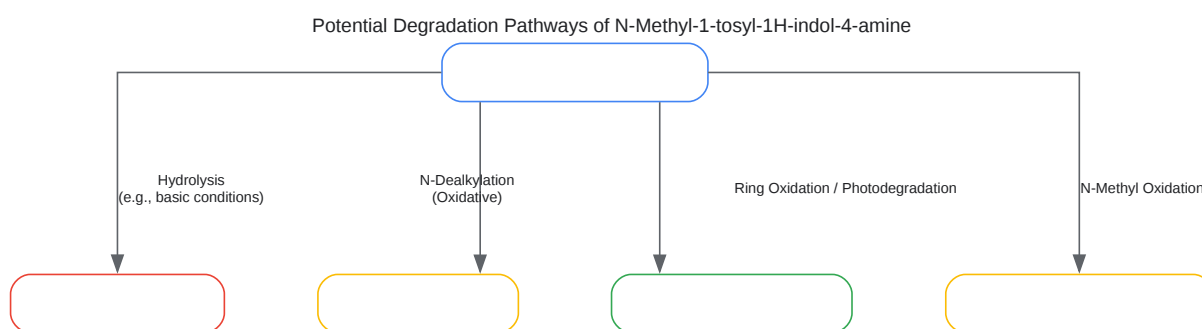 Potential Degradation Pathways of N-Methyl-1-tosyl-1H-indol-4-amine
Hydrolysis
(e.g., basic conditions)
N-Dealkylation
(Oxidative)
Ring Oxidation / Photodegradation
N-Methyl Oxidation